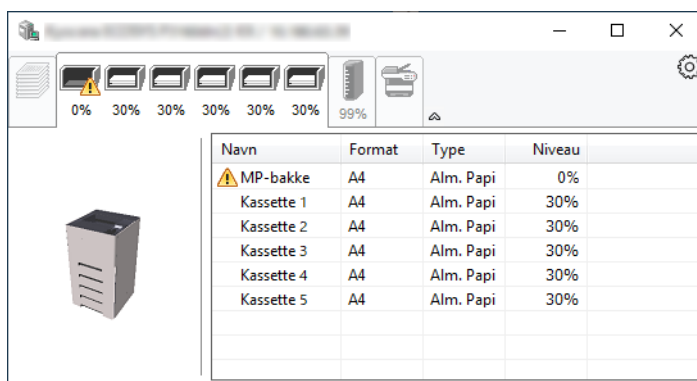 0% 30% 30% 30% 30% 30% 99%
Navn Format Type Niveau
MP-bakke A4 Alm. Papi 0%
Kassette 1 A4 Alm. Papi 30%
Kassette 2 A4 Alm. Papi 30%
Kassette 3 A4 Alm. Papi 30%
Kassette 4 A4 Alm. Papi 30%
Kassette 5 A4 Alm. Papi 30%